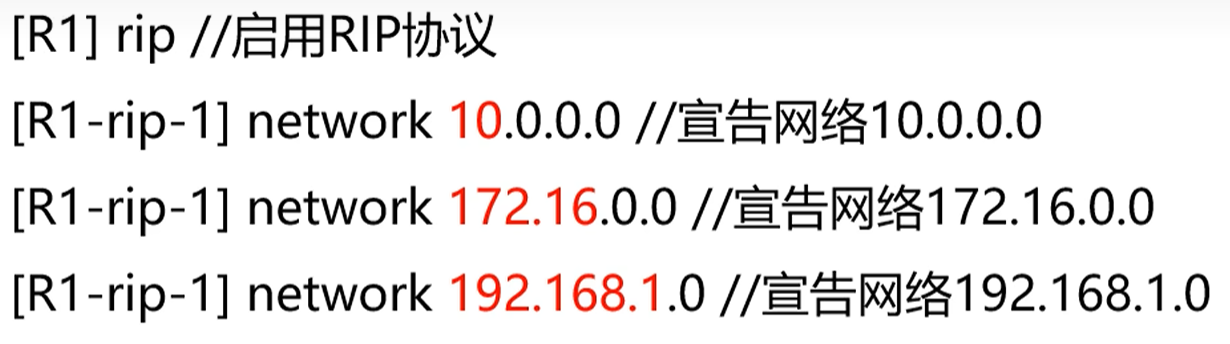 [R1] rip //启用RIP协议
[R1-rip-1] network 10.0.0.0 //宣告网络10.0.0.0
[R1-rip-1] network 172.16.0.0 //宣告网络172.16.0.0
[R1-rip-1] network 192.168.1.0 //宣告网络192.168.1.0